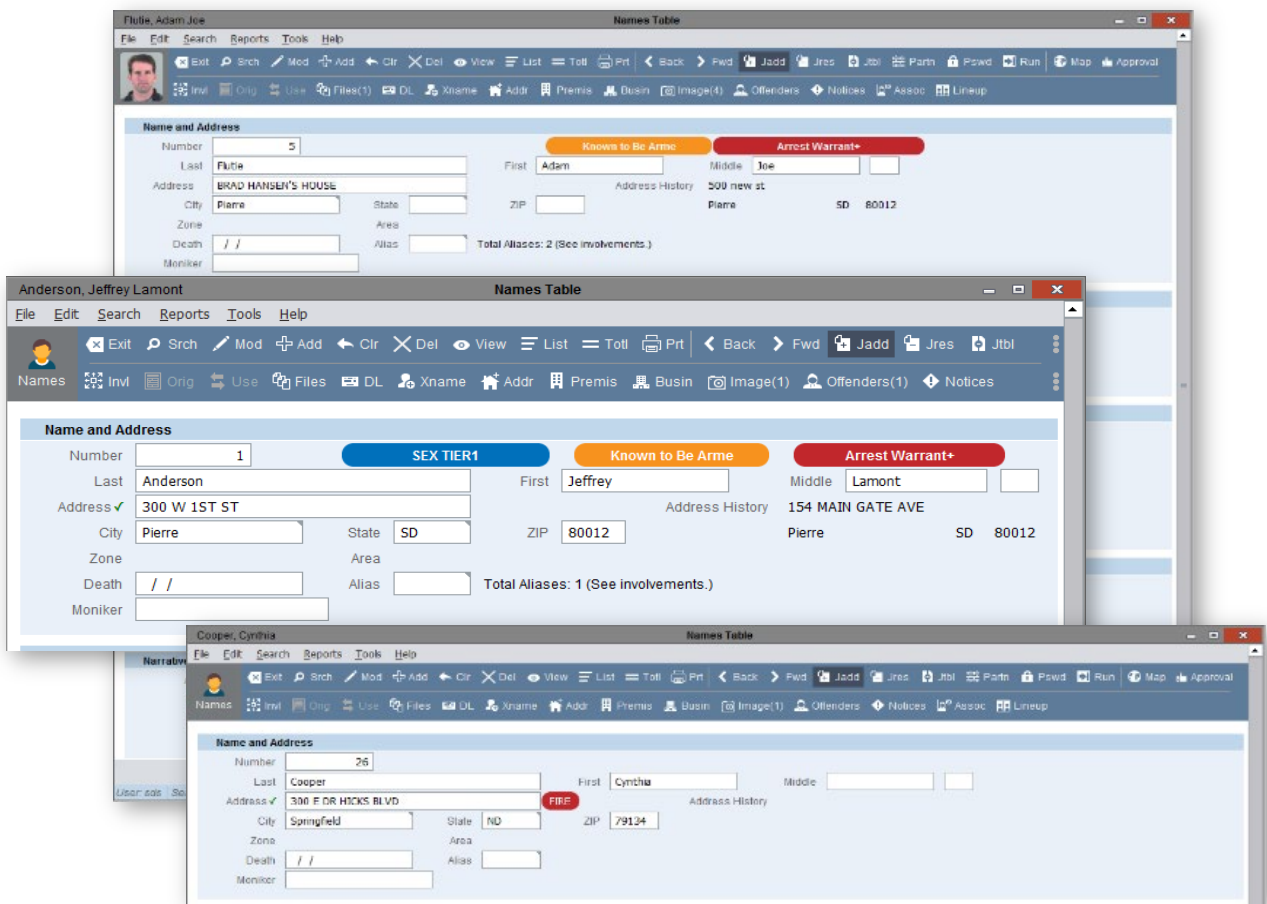 Flutie, Adam Joe Names Table
File Edit Search Reports Tools Help
Exit Srch Mod Add Clr Del View List Totl Prt Back Fwd Jadd Jres Jtbl Partn Pswd Run Map Approval
Invl Orig Use Files(1) DL Xname Addr Premis Busin Image(4) Offenders Notices Assoc Lineup
Name and Address
Number 5 Known to Be Arme Arrest Warrant+
Last Flutie First Adam Middle Joe
Address BRAD HANSEN'S HOUSE Address History 500 new st
City Pierre State ZIP Pierre SD 80012
Zone Area
Death / / Alias Total Aliases: 2 (See involvements.)
Moniker
Anderson, Jeffrey Lamont Names Table
File Edit Search Reports Tools Help
Exit Srch Mod Add Clr Del View List Totl Prt Back Fwd Jadd Jres Jtbl
Names Invl Orig Use Files DL Xname Addr Premis Busin Image(1) Offenders(1) Notices
Name and Address
Number 1 SEX TIER1 Known to Be Arme Arrest Warrant+
Last Anderson First Jeffrey Middle Lamont
Address 300 W 1ST ST Address History 154 MAIN GATE AVE
City Pierre State SD ZIP 80012 Pierre SD 80012
Zone Area
Death / / Alias Total Aliases: 1 (See involvements.)
Moniker
Narrative
User: sds
Cooper, Cynthia Names Table
File Edit Search Reports Tools Help
Exit Srch Mod Add Clr Del View List Totl Prt Back Fwd Jadd Jres Jtbl Partn Pswd Run Map Approval
Names Invl Orig Use Files DL Xname Addr Premis Busin Image(1) Offenders Notices Assoc Lineup
Name and Address
Number 26
Last Cooper First Cynthia Middle
Address 300 E DR HICKS BLVD FIRE Address History
City Springfield State ND ZIP 79134
Zone Area
Death / / Alias
Moniker